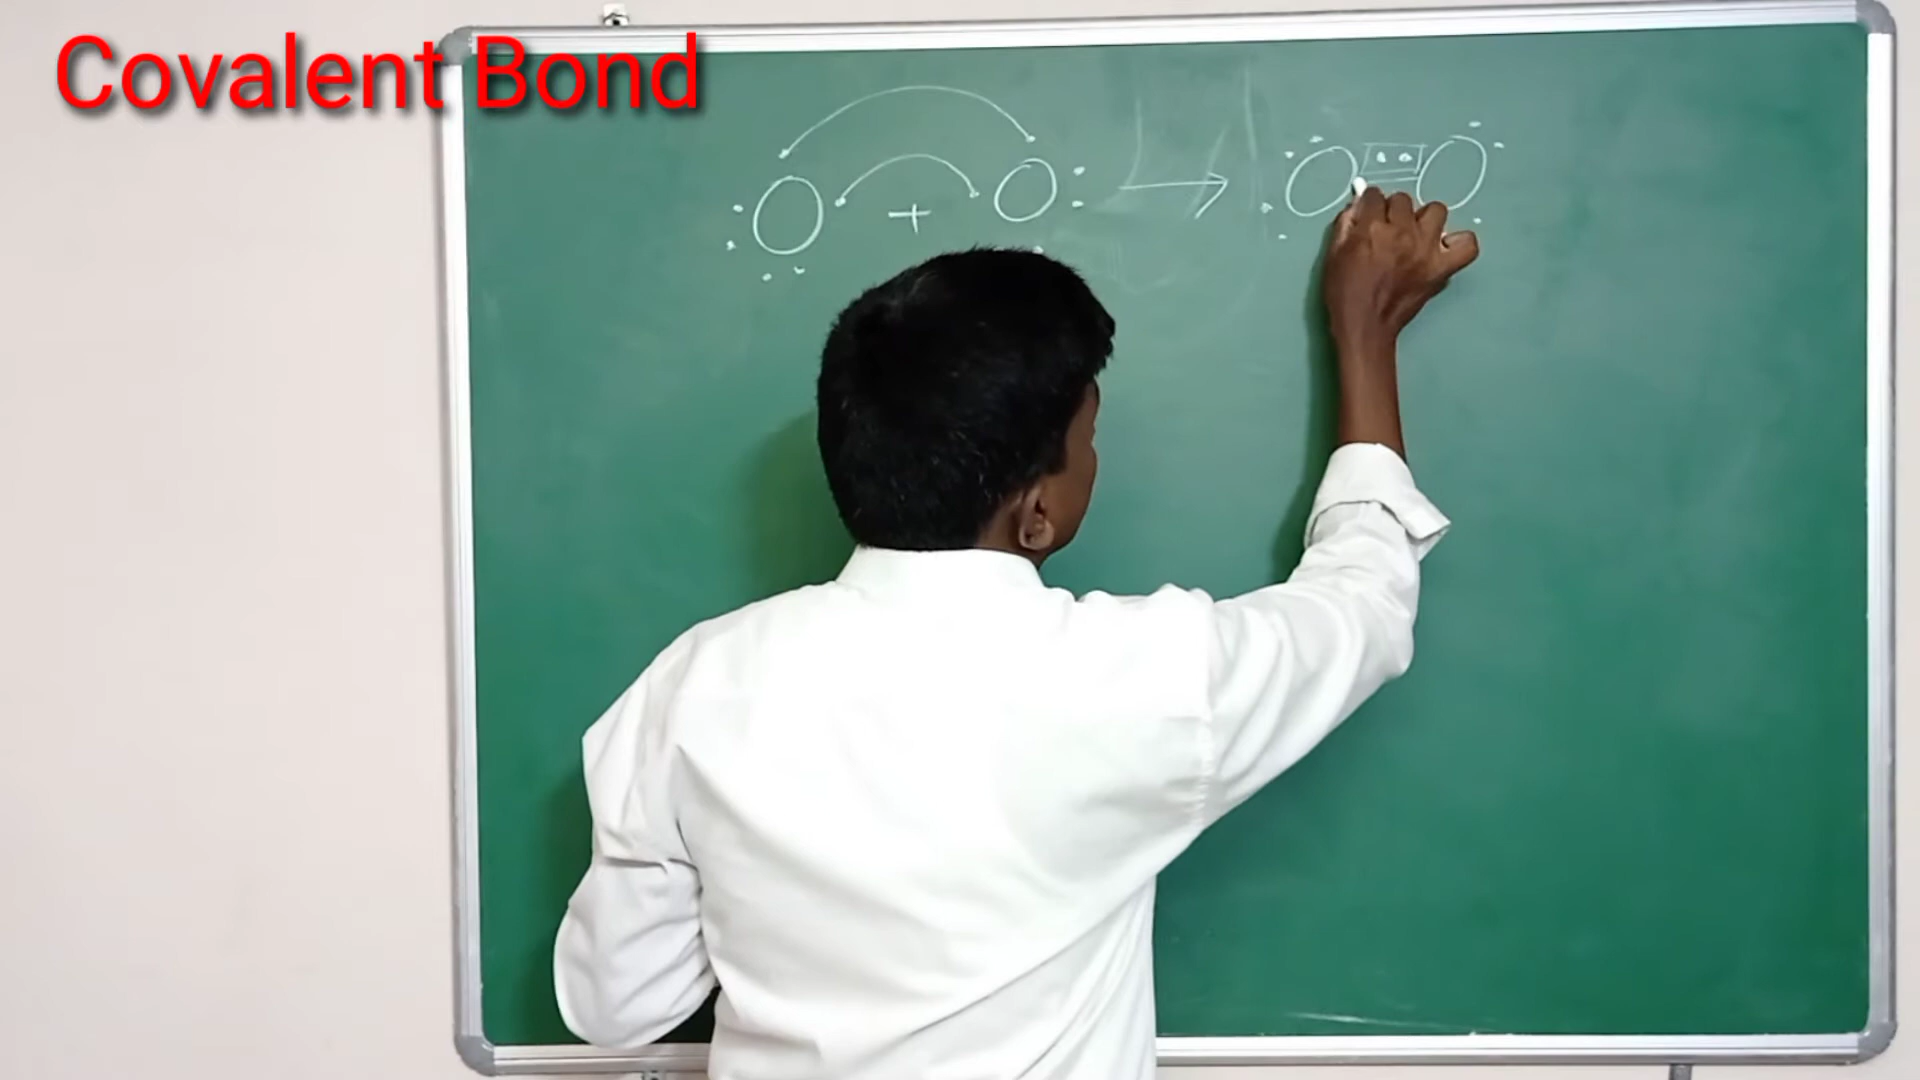 Covalent Bond
O + O → O O